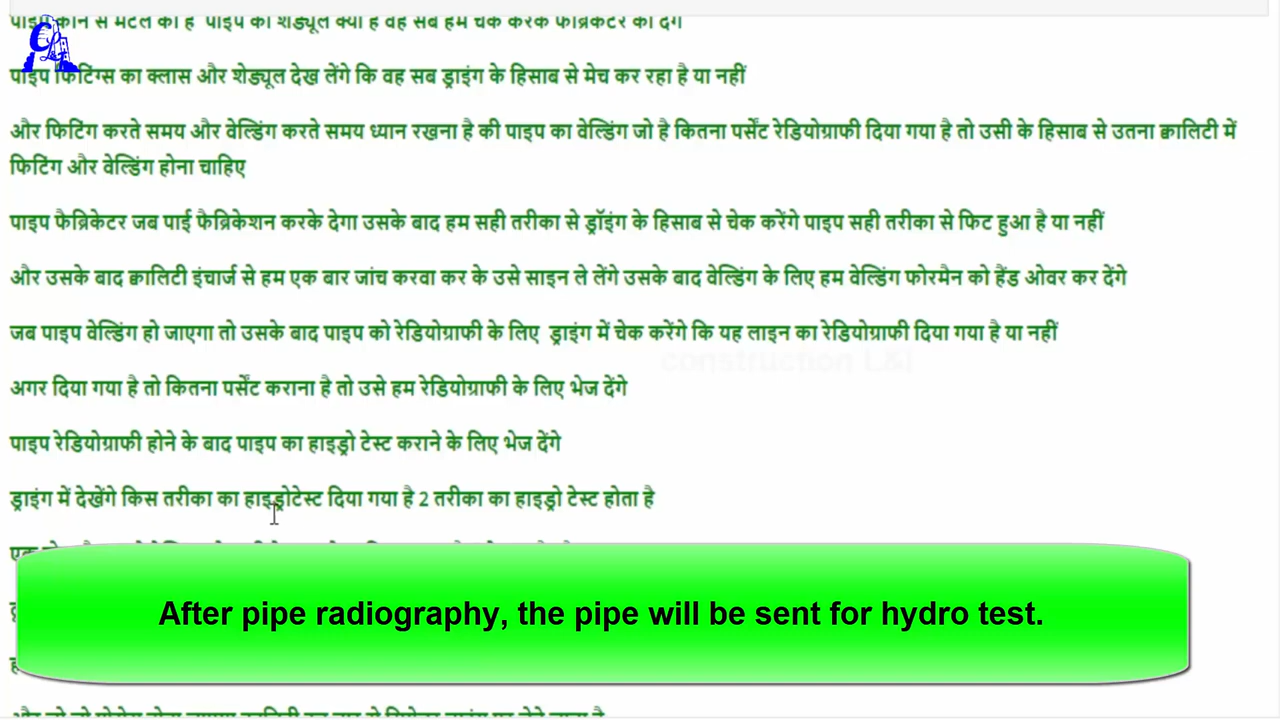 पाइप फिटिंग्स का क्लास और शेड्यूल देख लेंगे कि वह सब ड्राइंग के हिसाब से मेच कर रहा है या नहीं
और फिटिंग करते समय और वेल्डिंग करते समय ध्यान रखना है की पाइप का वेल्डिंग जो है कितना पर्सेंट रेडियोग्राफी दिया गया है तो उसी के हिसाब से उतना क्वालिटी में
फिटिंग और वेल्डिंग होना चाहिए
पाइप फैब्रिकेटर जब पाई फैब्रिकेशन करके देगा उसके बाद हम सही तरीका से ड्रॉइंग के हिसाब से चेक करेंगे पाइप सही तरीका से फिट हुआ है या नहीं
और उसके बाद क्वालिटी इंचार्ज से हम एक बार जांच करवा कर के उसे साइन ले लेंगे उसके बाद वेल्डिंग के लिए हम वेल्डिंग फोरमैन को हैंड ओवर कर देंगे
जब पाइप वेल्डिंग हो जाएगा तो उसके बाद पाइप को रेडियोग्राफी के लिए ड्राइंग में चेक करेंगे कि यह लाइन का रेडियोग्राफी दिया गया है या नहीं
construction L&I
अगर दिया गया है तो कितना पर्सेंट कराना है तो उसे हम रेडियोग्राफी के लिए भेज देंगे
पाइप रेडियोग्राफी होने के बाद पाइप का हाइड्रो टेस्ट कराने के लिए भेज देंगे
ड्राइंग में देखेंगे किस तरीका का हाइड्रोटेस्ट दिया गया है 2 तरीका का हाइड्रो टेस्ट होता है
After pipe radiography, the pipe will be sent for hydro test.